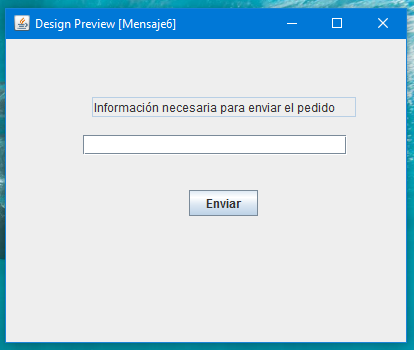 Design Preview [Mensaje6]
Información necesaria para enviar el pedido
Enviar